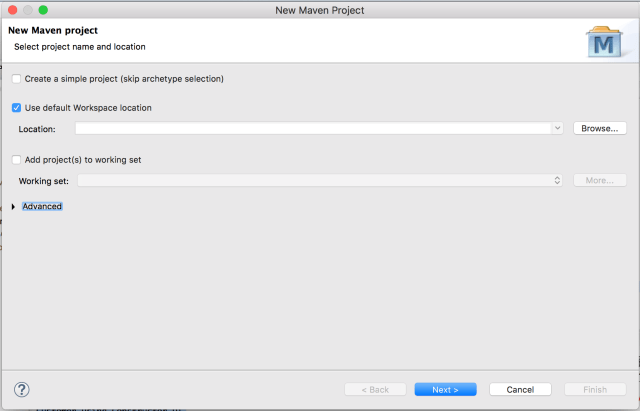 New Maven Project
New Maven project
Select project name and location
M
Create a simple project (skip archetype selection)
Use default Workspace location
Location:
Browse...
Add project(s) to working set
Working set:
More...
Advanced
?
< Back
Next >
Cancel
Finish